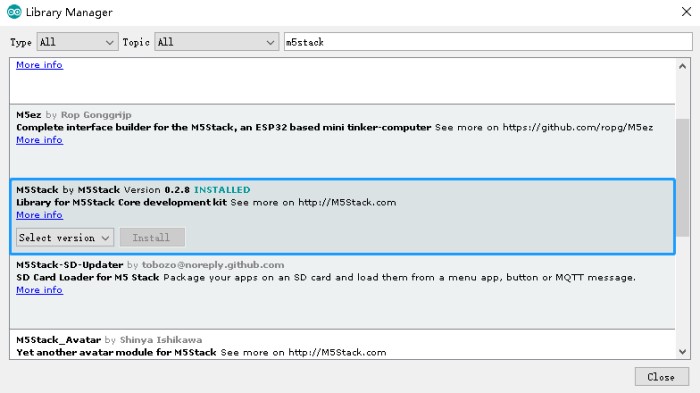 Library Manager
Type All Topic All m5stack
More info
M5ez by Rop Gonggrijp
Complete interface builder for the M5Stack, an ESP32 based mini tinker-computer See more on https://github.com/ropg/M5ez
More info
M5Stack by M5Stack Version 0.2.8 INSTALLED
Library for M5Stack Core development kit See more on http://M5Stack.com
More info
Select version Install
M5Stack-SD-Updater by tobozo@noreply.github.com
SD Card Loader for M5 Stack Package your apps on an SD card and load them from a menu app, button or MQTT message.
More info
M5Stack_Avatar by Shinya Ishikawa
Yet another avatar module for M5Stack See more on http://M5Stack.com
Close